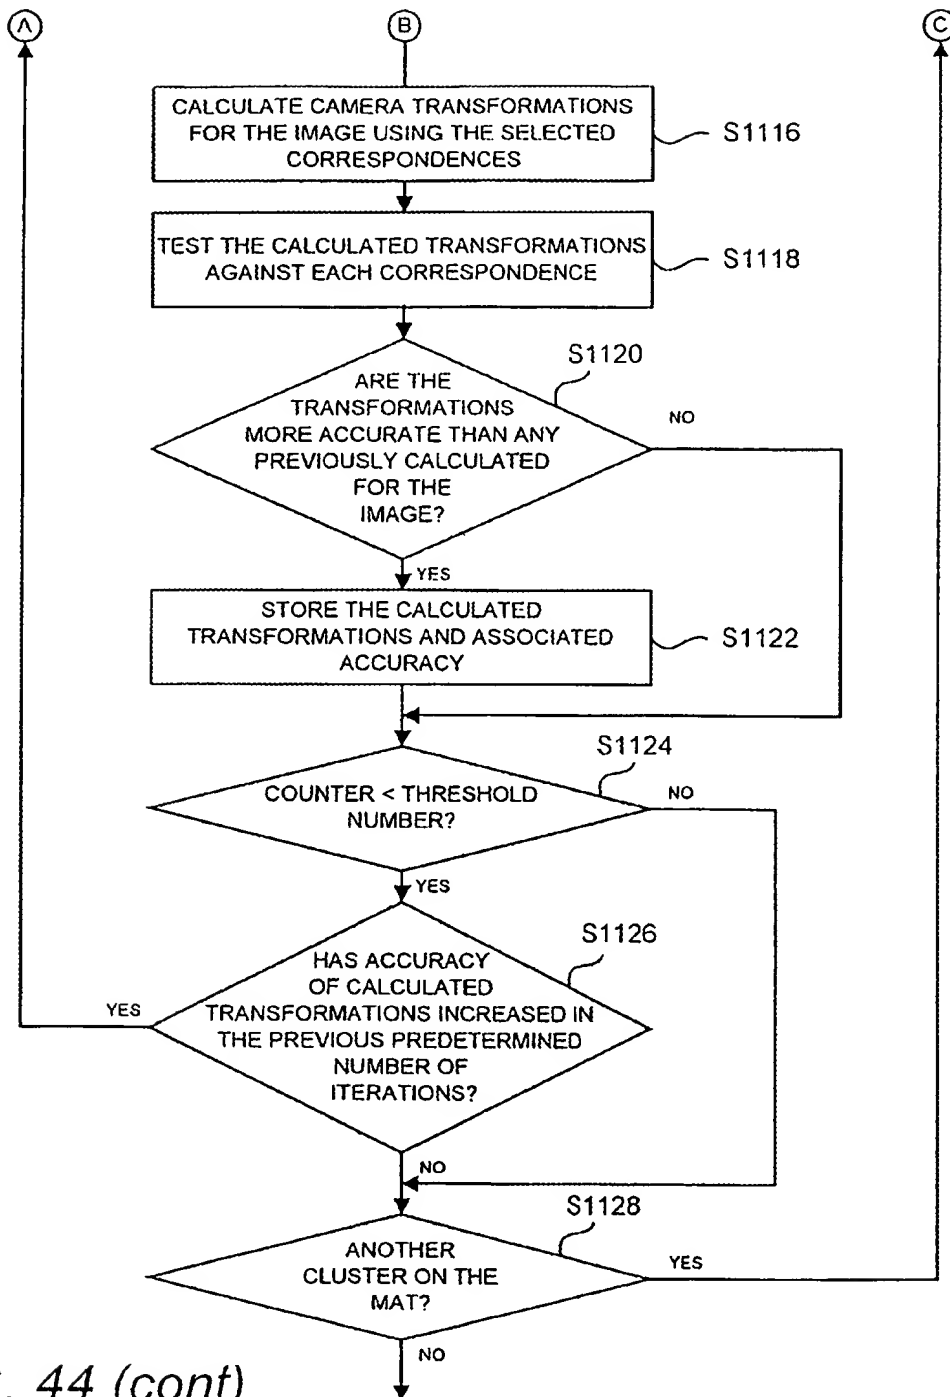 A
B
C
CALCULATE CAMERA TRANSFORMATIONS
FOR THE IMAGE USING THE SELECTED
CORRESPONDENCES
S1116
TEST THE CALCULATED TRANSFORMATIONS
AGAINST EACH CORRESPONDENCE
S1118
S1120
ARE THE
TRANSFORMATIONS
MORE ACCURATE THAN ANY
PREVIOUSLY CALCULATED
FOR THE
IMAGE?
NO
YES
STORE THE CALCULATED
TRANSFORMATIONS AND ASSOCIATED
ACCURACY
S1122
S1124
COUNTER < THRESHOLD
NUMBER?
NO
YES
S1126
HAS ACCURACY
OF CALCULATED
TRANSFORMATIONS INCREASED IN
THE PREVIOUS PREDETERMINED
NUMBER OF
ITERATIONS?
YES
NO
S1128
ANOTHER
CLUSTER ON THE
MAT?
YES
NO
44 (cont)